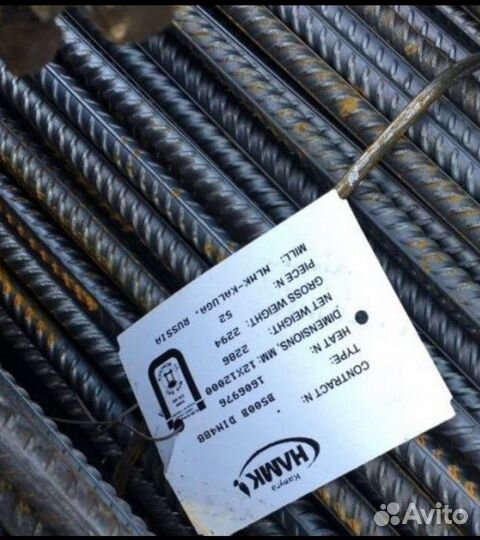 НЛМК
Калуга
CONTRACT N:
TYPE: B500B DIN488
HEAT N: 1606976
DIMENSIONS, MM: 12X12000
NET WEIGHT: 2286
GROSS WEIGHT: 2294
PIECE N: 52
MILL: NLMK-KALUGA, RUSSIA
Avito